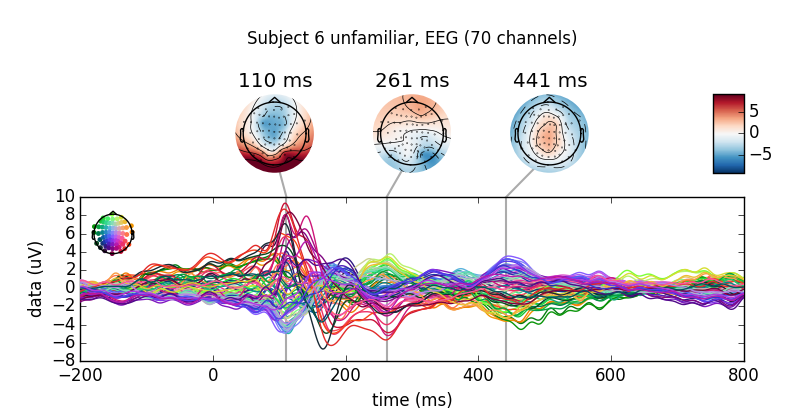 Subject 6 unfamiliar, EEG (70 channels)
110 ms 261 ms 441 ms
5
0
−5
10
8
6
4
2
0
−2
−4
−6
−8
data (uV)
−200 0 200 400 600 800
time (ms)